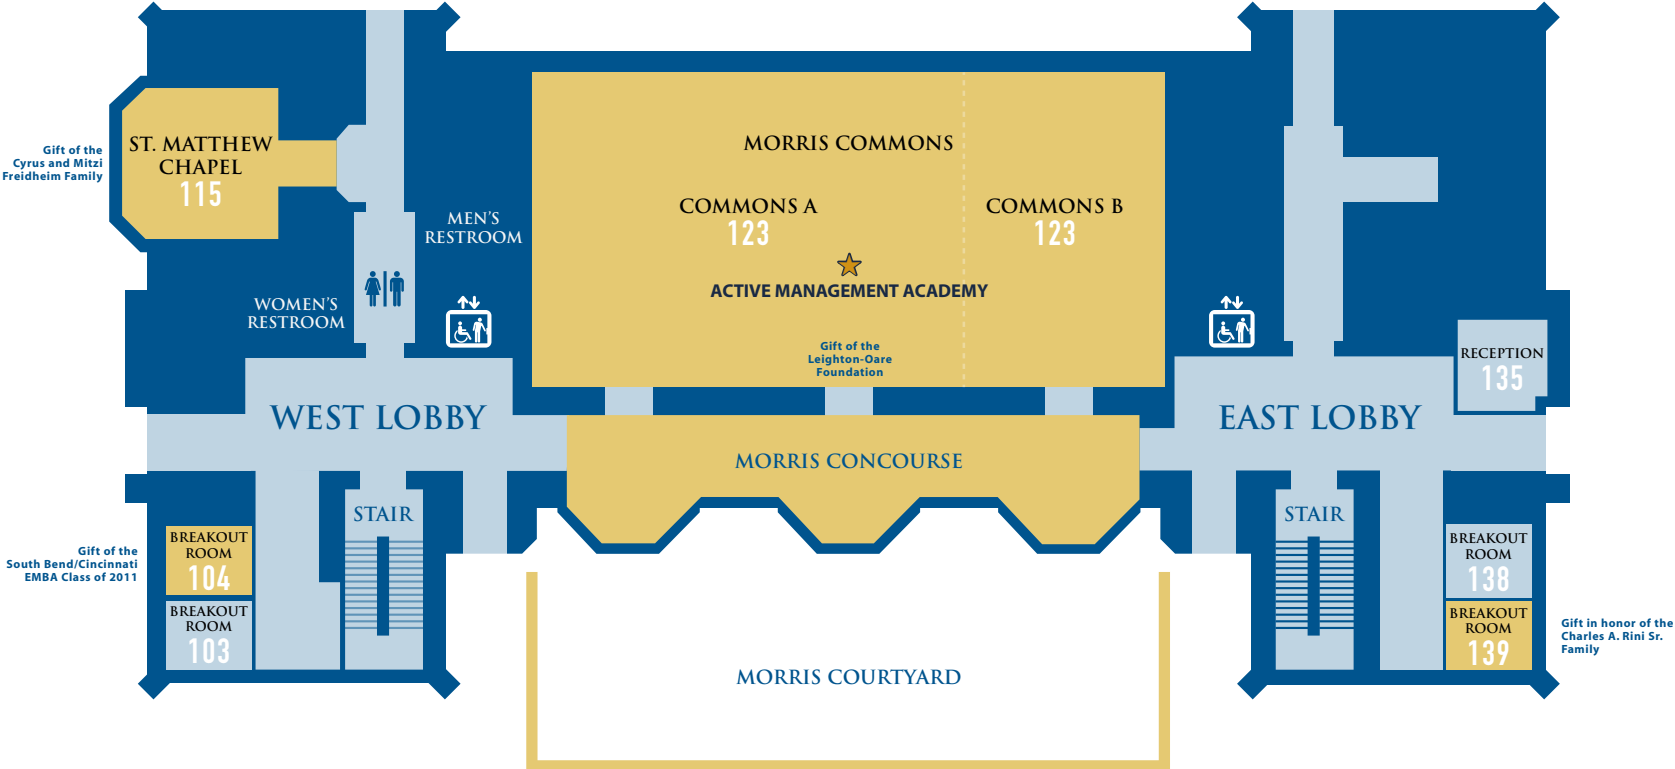 Gift of the
Cyrus and Mitzi
Freidheim Family
ST. MATTHEW
CHAPEL
115
MEN'S
RESTROOM
WOMEN'S
RESTROOM
MORRIS COMMONS
COMMONS A
123
COMMONS B
123
ACTIVE MANAGEMENT ACADEMY
Gift of the
Leighton-Oare
Foundation
RECEPTION
135
WEST LOBBY
EAST LOBBY
MORRIS CONCOURSE
STAIR
STAIR
Gift of the
South Bend/Cincinnati
EMBA Class of 2011
BREAKOUT
ROOM
104
BREAKOUT
ROOM
103
BREAKOUT
ROOM
138
BREAKOUT
ROOM
139
Gift in honor of the
Charles A. Rini Sr.
Family
MORRIS COURTYARD